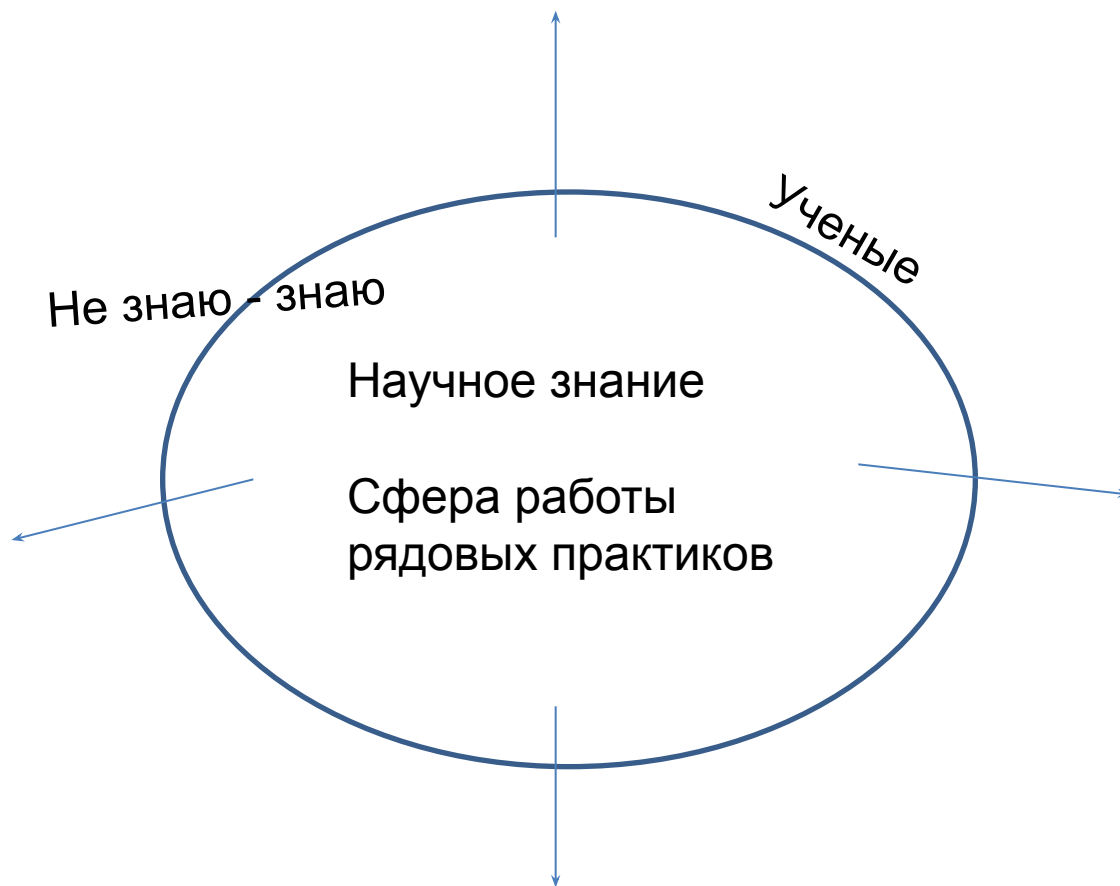 Ученые
Не знаю - знаю
Научное знание
Сфера работы
рядовых практиков